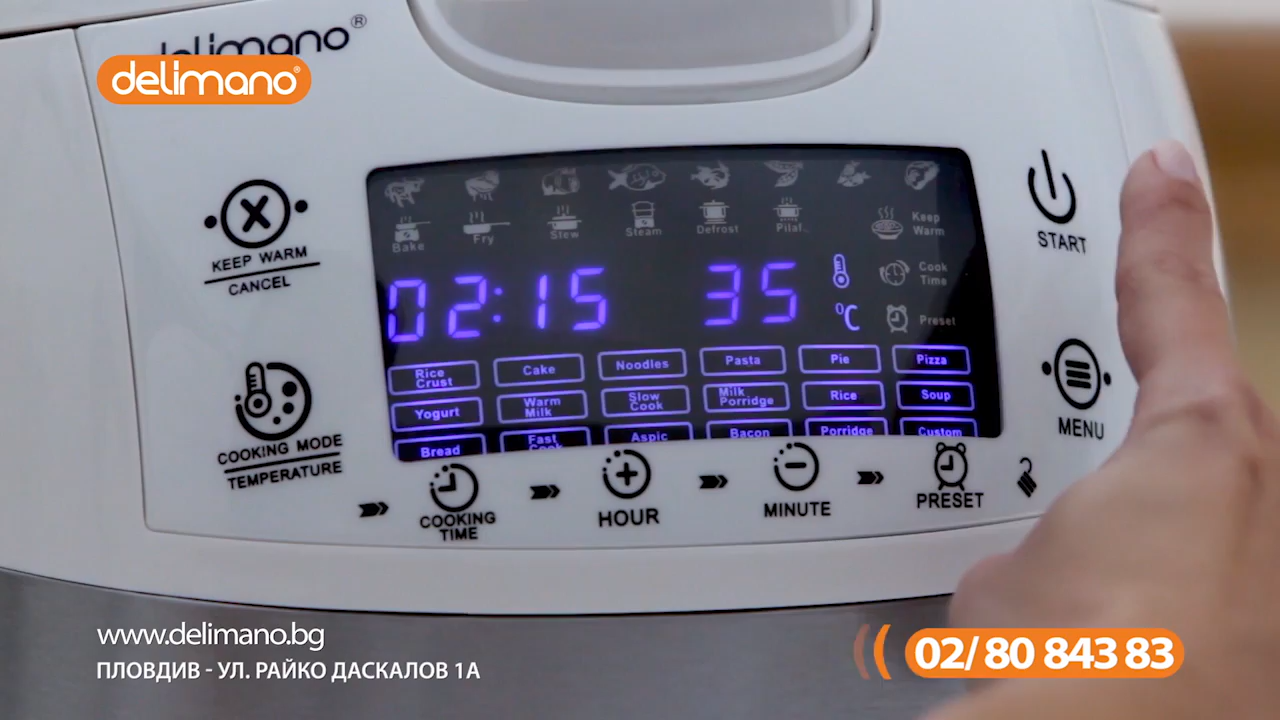 delimano®
delimano®
KEEP WARM
CANCEL
COOKING MODE
TEMPERATURE
Bake
Fry
Stew
Steam
Defrost
Pilaf
Keep
Warm
Cook
Time
Preset
02:15
35
°C
Rice
Crust
Cake
Noodles
Pasta
Pie
Pizza
Yogurt
Warm
Milk
Slow
Cook
Milk
Porridge
Rice
Soup
Bread
Fast
Cook
Aspic
Bacon
Porridge
Custom
START
MENU
COOKING
TIME
HOUR
MINUTE
PRESET
www.delimano.bg
ПЛОВДИВ - УЛ. РАЙКО ДАСКАЛОВ 1А
02/ 80 843 83